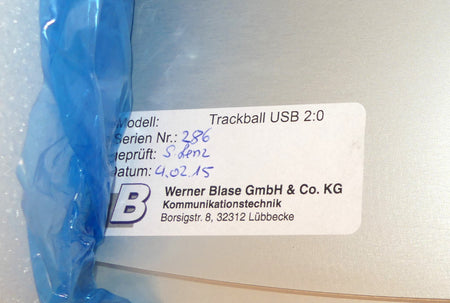 Modell: Trackball USB 2:0
Serien Nr.: 286
geprüft: S Lenz
Datum: 4.02.15
B Werner Blase GmbH & Co. KG
Kommunikationstechnik
Borsigstr. 8, 32312 Lübbecke